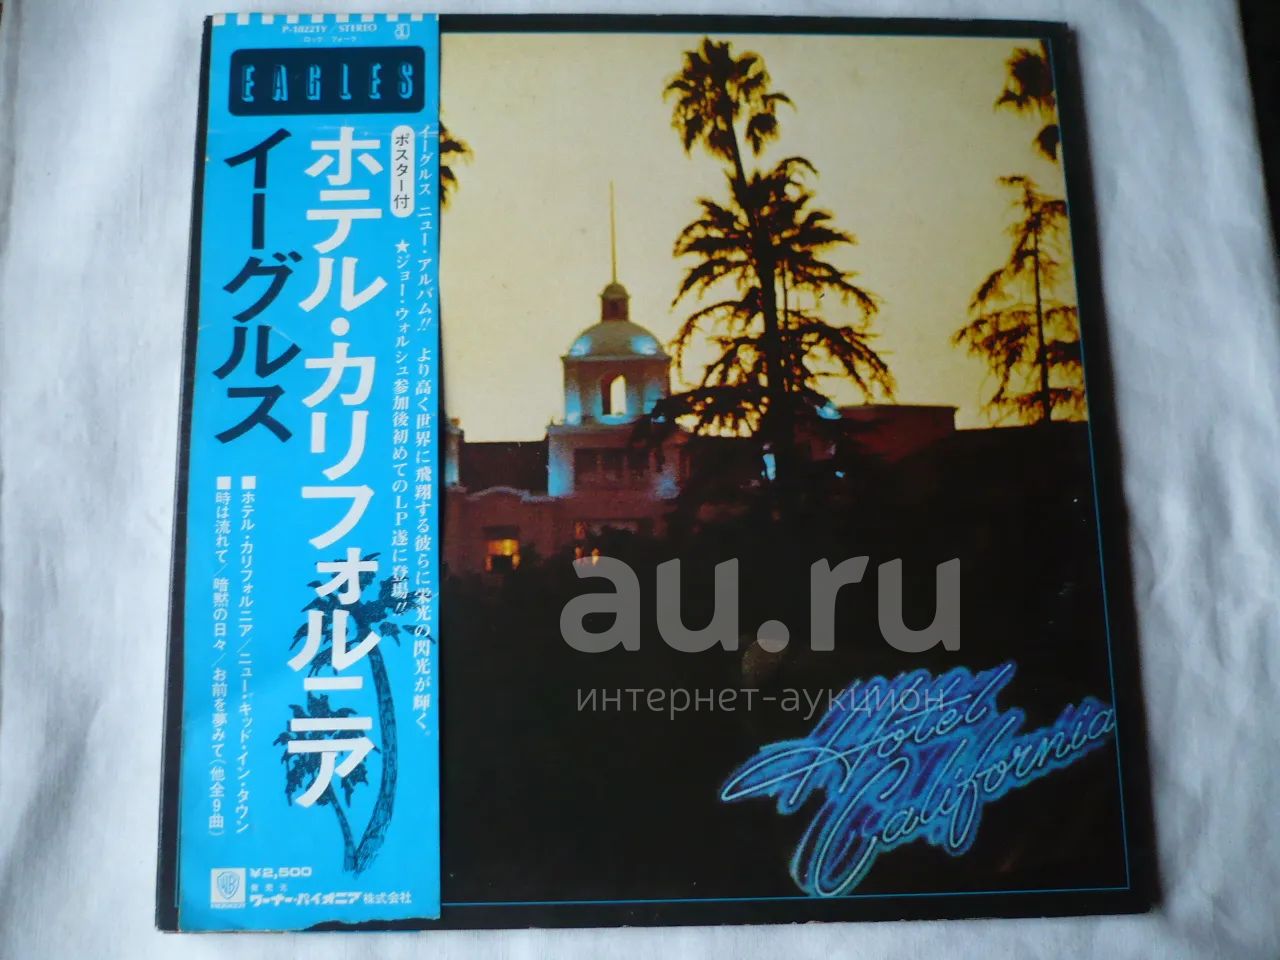 P-10221Y／STEREO
ロック フォーク
EAGLES
イーグルス ニュー・アルバム!! より高く世界に飛翔する彼らに栄光の閃光が輝く。
ポスター付
★ジョー・ウォルシュ参加後初めてのLP遂に登場!!
ホテル・カリフォルニア
イーグルス
■ホテル・カリフォルニア／ニュー・キッド・イン・タウン
■時は流れて／暗黙の日々／お前を夢みて(他全9曲)
¥2,500
発売元
ワーナー・パイオニア株式会社
au.ru
интернет-аукцион
Hotel
California